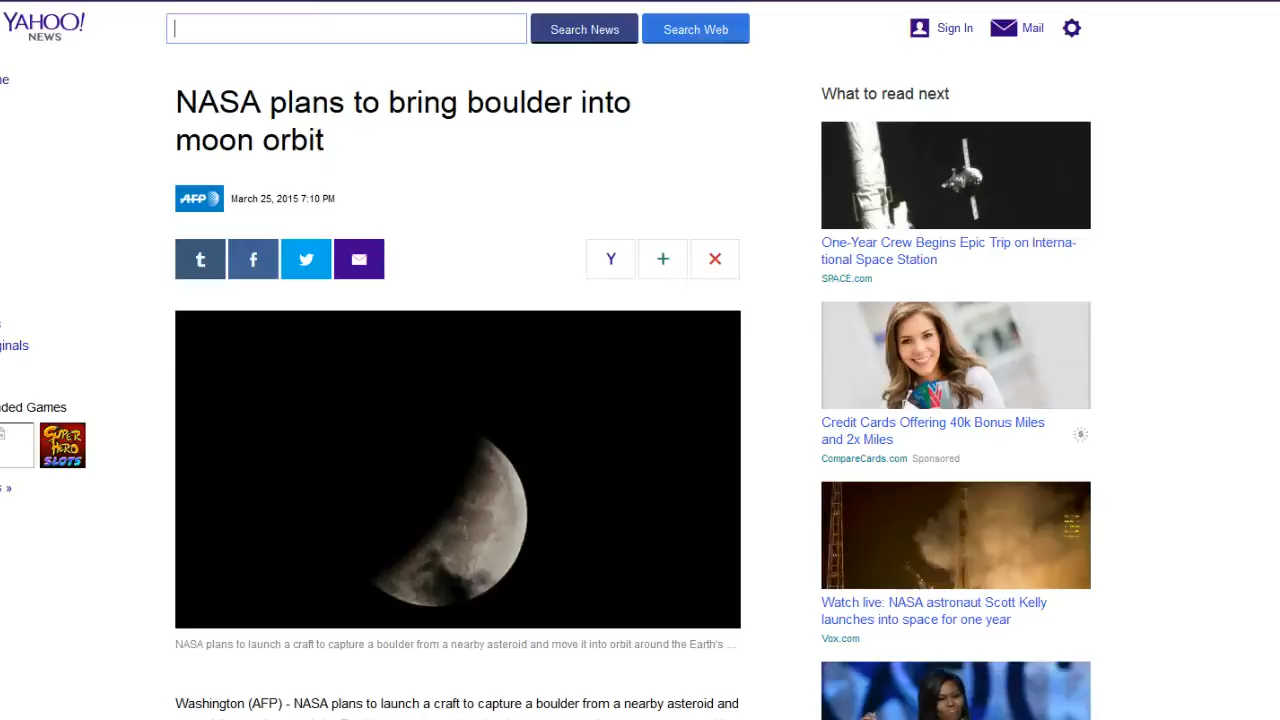 YAHOO!
NEWS
Search News
Search Web
Sign In
Mail
NASA plans to bring boulder into
moon orbit
AFP
March 25, 2015 7:10 PM
t
f
Y
+
NASA plans to launch a craft to capture a boulder from a nearby asteroid and move it into orbit around the Earth's ...
Washington (AFP) - NASA plans to launch a craft to capture a boulder from a nearby asteroid and
ginals
ded Games
SUPER
HERO
SLOTS
s »
What to read next
One-Year Crew Begins Epic Trip on Interna-
tional Space Station
SPACE.com
Credit Cards Offering 40k Bonus Miles
and 2x Miles
CompareCards.com Sponsored
Watch live: NASA astronaut Scott Kelly
launches into space for one year
Vox.com